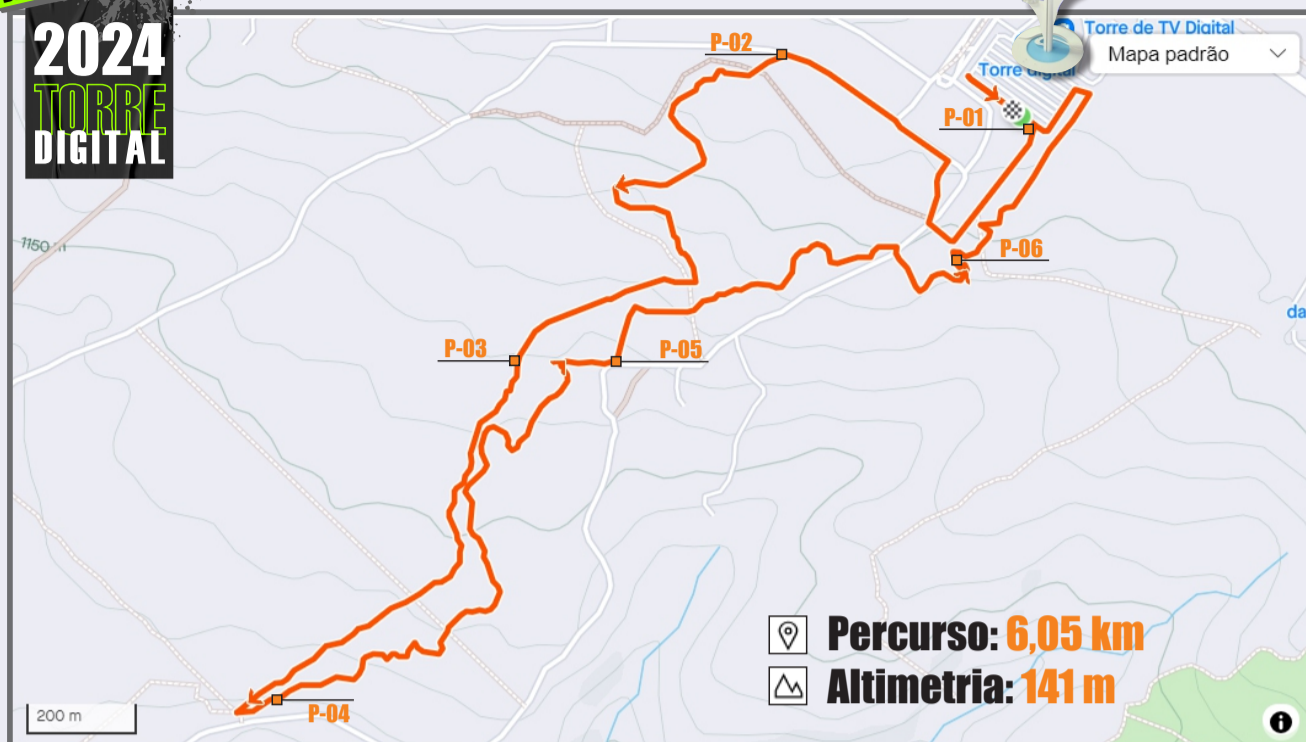 2024
TORRE
DIGITAL
Torre de TV Digital
Mapa padrão
Torre digital
P-02
P-01
P-06
1150 m
da
P-03
P-05
Percurso: 6,05 km
Altimetria: 141 m
P-04
200 m